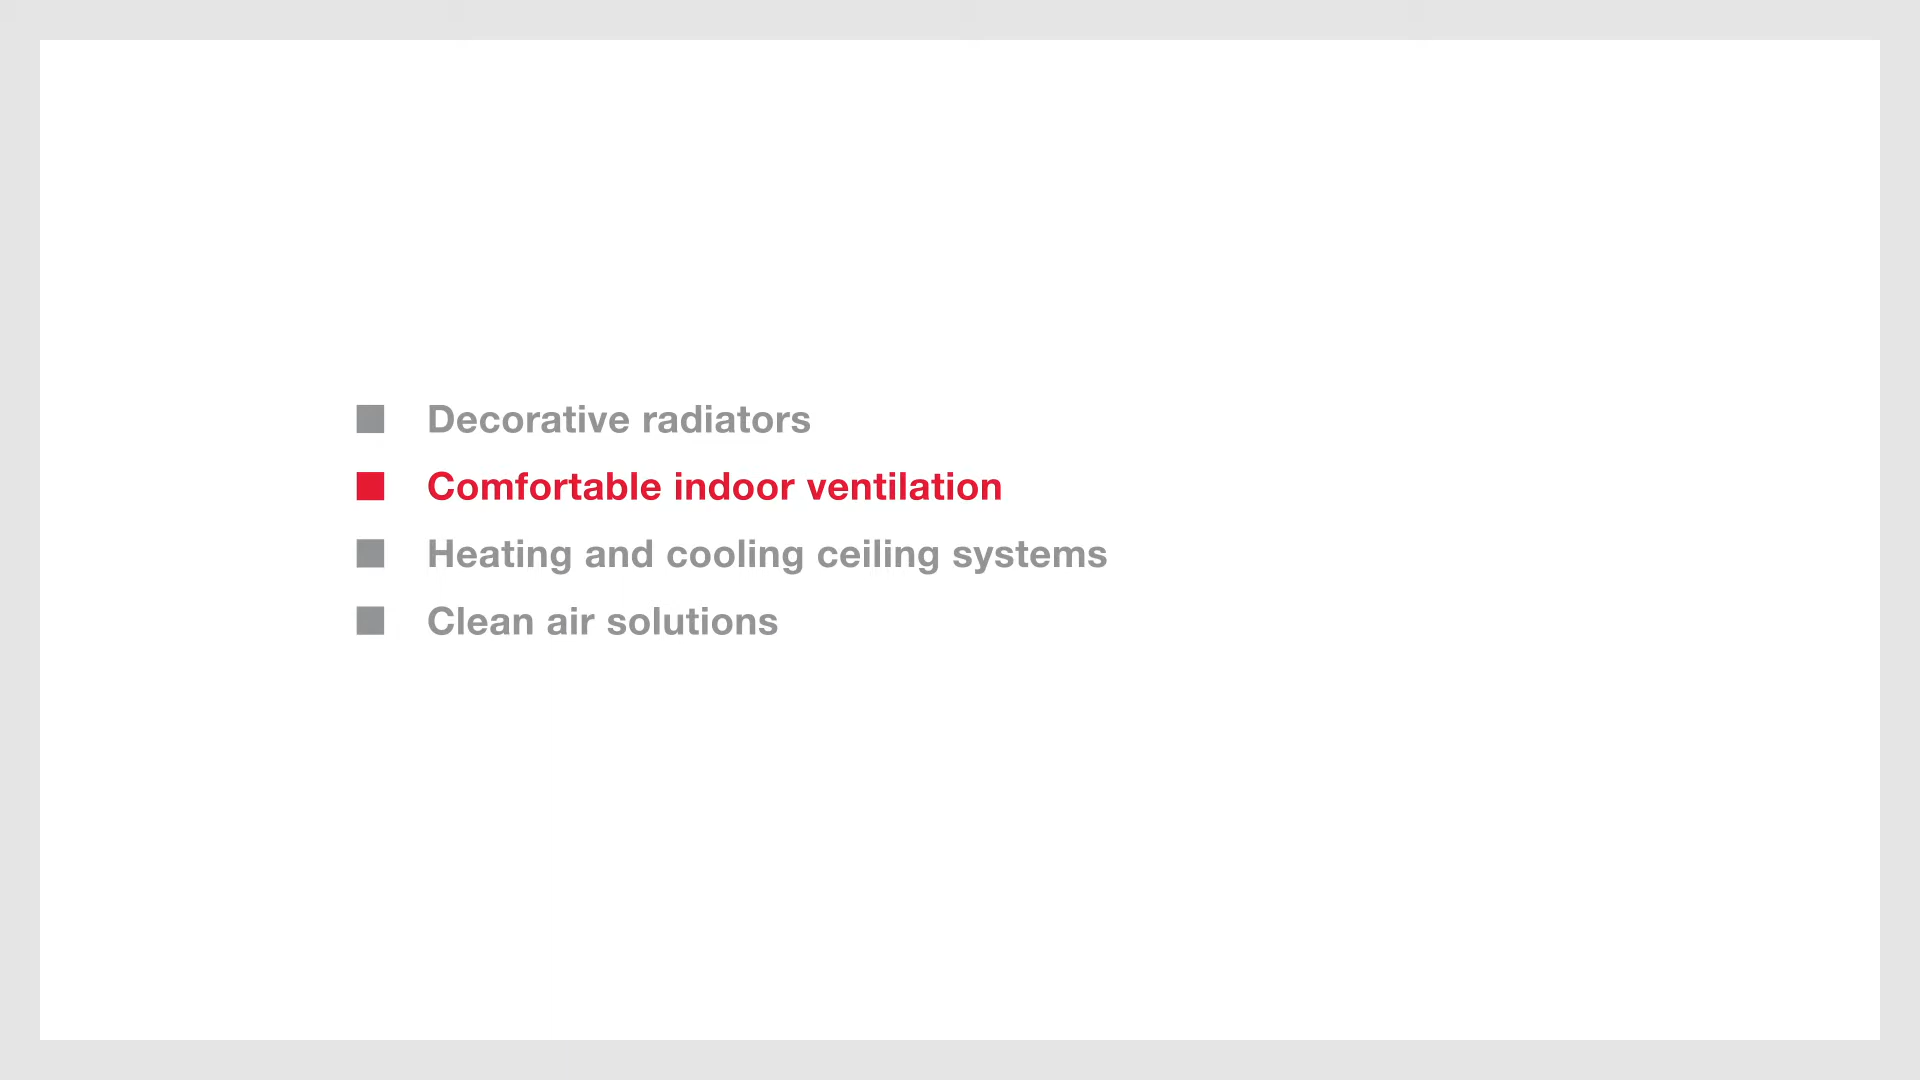 Decorative radiators
Comfortable indoor ventilation
Heating and cooling ceiling systems
Clean air solutions